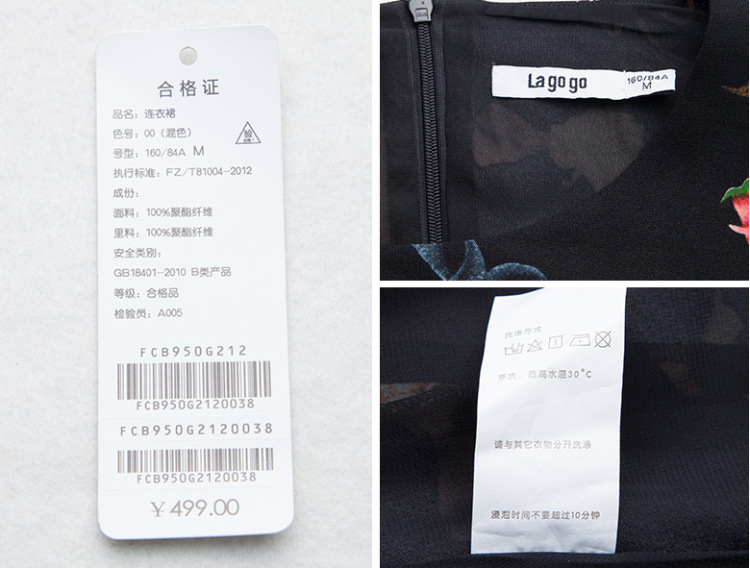 合格证
品名：连衣裙
色号：00（混色）
验
号型：160/84A M
执行标准：FZ/T81004-2012
成份：
面料：100%聚酯纤维
里料：100%聚酯纤维
安全类别：
GB18401-2010 B类产品
等级：合格品
检验员：A005
FCB950G212
FCB950G2120038
FCB950G2120038
FCB950G2120038
￥499.00
Lagogo
160/84A
M
洗涤方式
手洗，最高水温30°C
请与其它衣物分开洗涤
浸泡时间不要超过10分钟